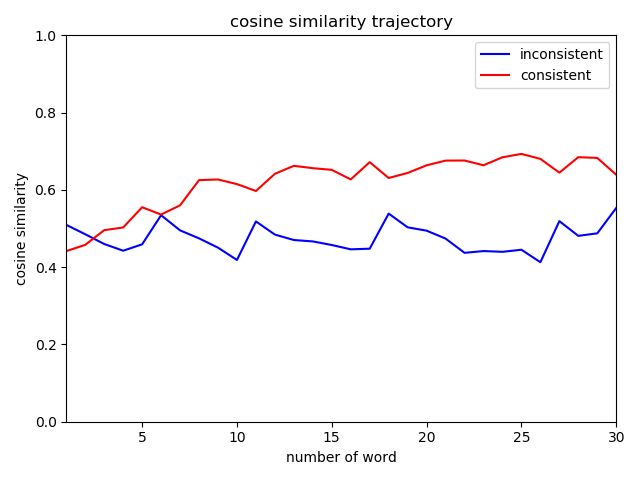 cosine similarity trajectory
inconsistent
consistent
cosine similarity
1.0
0.8
0.6
0.4
0.2
0.0
5
10
15
20
25
30
number of word